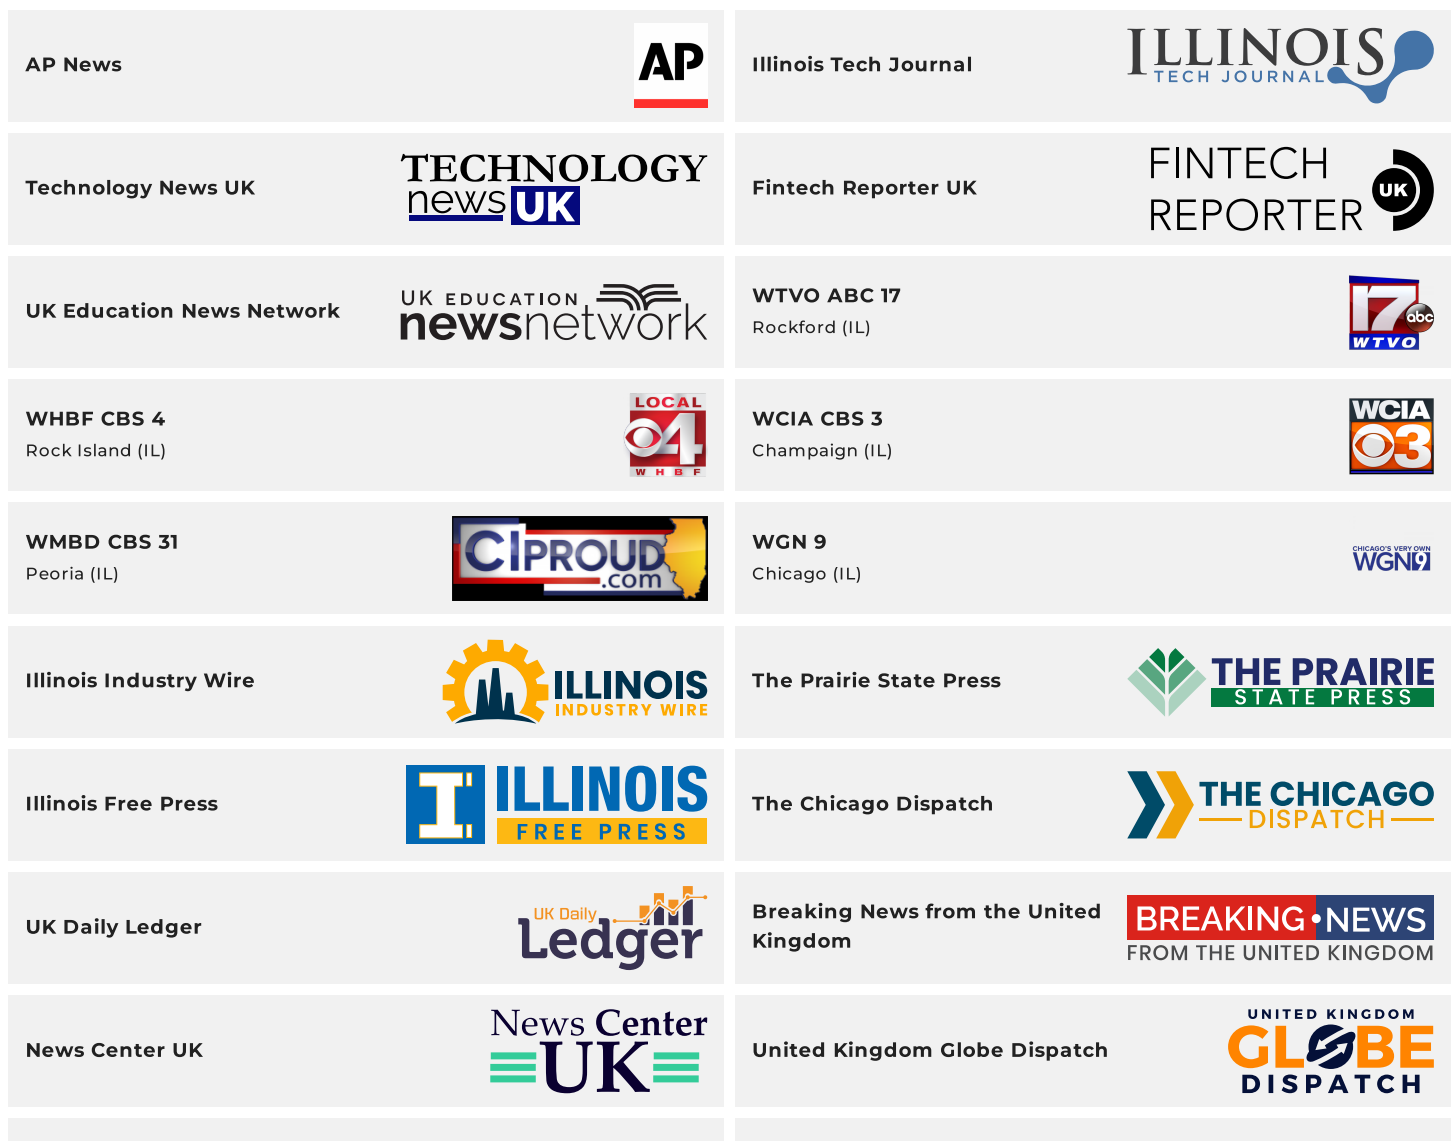 AP News
AP
Illinois Tech Journal
ILLINOIS
TECH JOURNAL
Technology News UK
TECHNOLOGY
news UK
Fintech Reporter UK
FINTECH
REPORTER
UK
UK Education News Network
UK EDUCATION
newsnetwork
WTVO ABC 17
Rockford (IL)
17
abc
WTVO
WHBF CBS 4
Rock Island (IL)
LOCAL
4
WHBF
WCIA CBS 3
Champaign (IL)
WCIA
3
WMBD CBS 31
Peoria (IL)
CIPROUD
.com
WGN 9
Chicago (IL)
CHICAGO'S VERY OWN
WGN9
Illinois Industry Wire
ILLINOIS
INDUSTRY WIRE
The Prairie State Press
THE PRAIRIE
STATE PRESS
Illinois Free Press
I
ILLINOIS
FREE PRESS
The Chicago Dispatch
THE CHICAGO
DISPATCH
UK Daily Ledger
UK Daily
Ledger
Breaking News from the United
Kingdom
BREAKING•NEWS
FROM THE UNITED KINGDOM
News Center UK
News Center
UK
United Kingdom Globe Dispatch
UNITED KINGDOM
GLOBE
DISPATCH